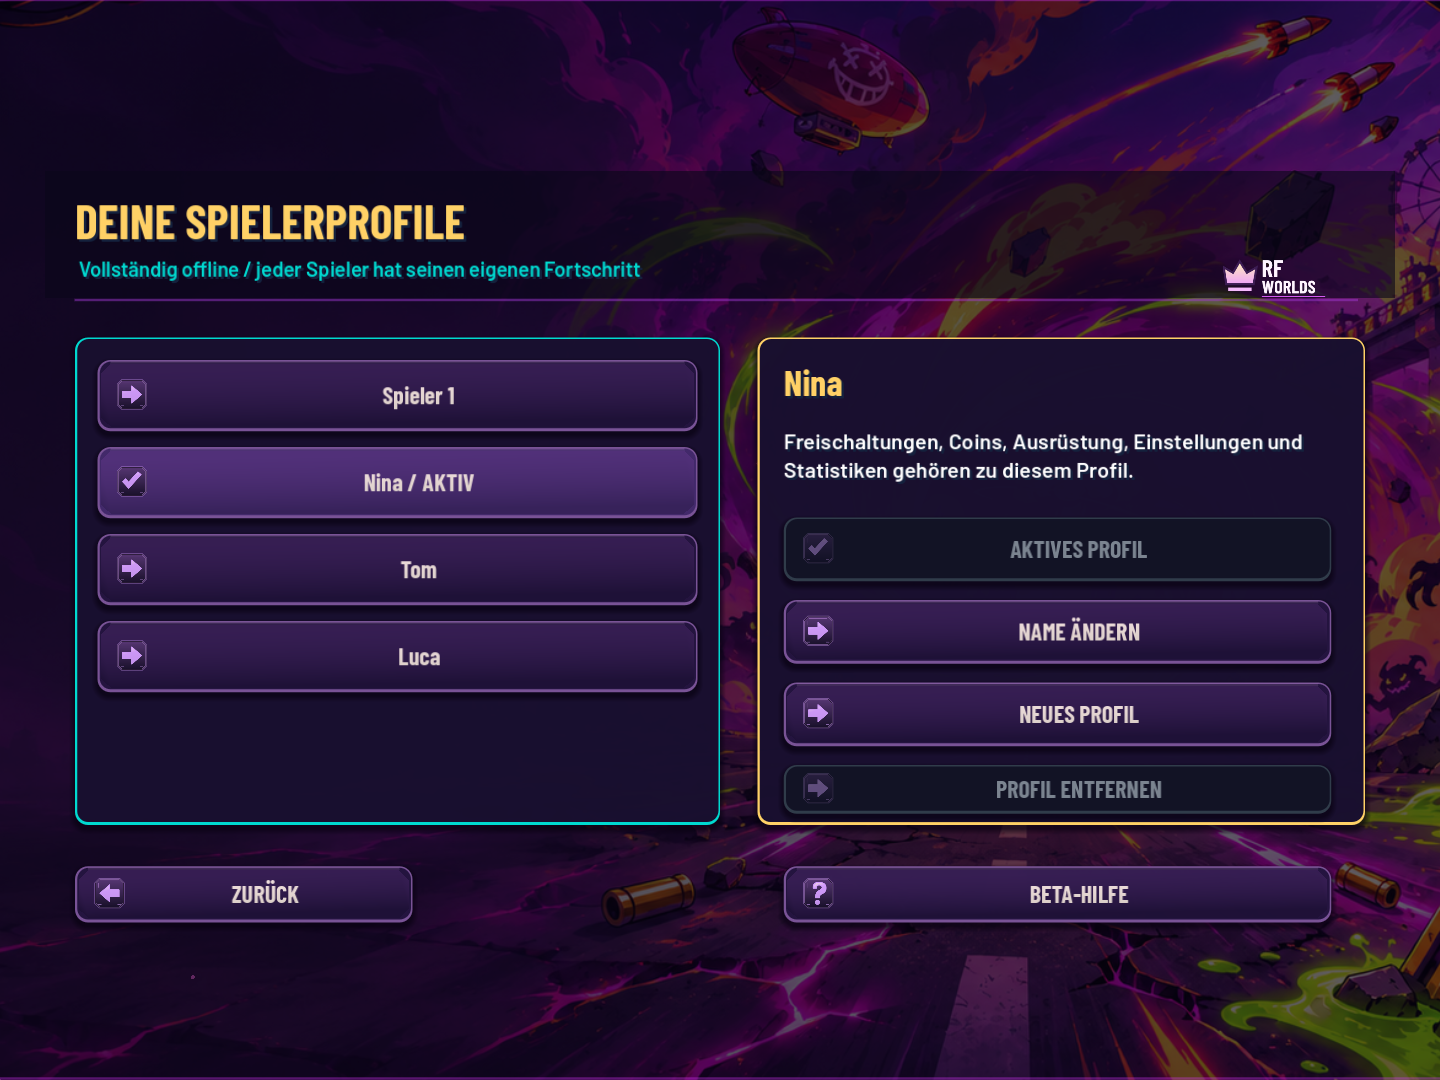 DEINE SPIELERPROFILE
Vollständig offline / jeder Spieler hat seinen eigenen Fortschritt
RF
WORLDS
Spieler 1
Nina / AKTIV
Tom
Luca
Nina
Freischaltungen, Coins, Ausrüstung, Einstellungen und
Statistiken gehören zu diesem Profil.
AKTIVES PROFIL
NAME ÄNDERN
NEUES PROFIL
PROFIL ENTFERNEN
ZURÜCK
?
BETA-HILFE